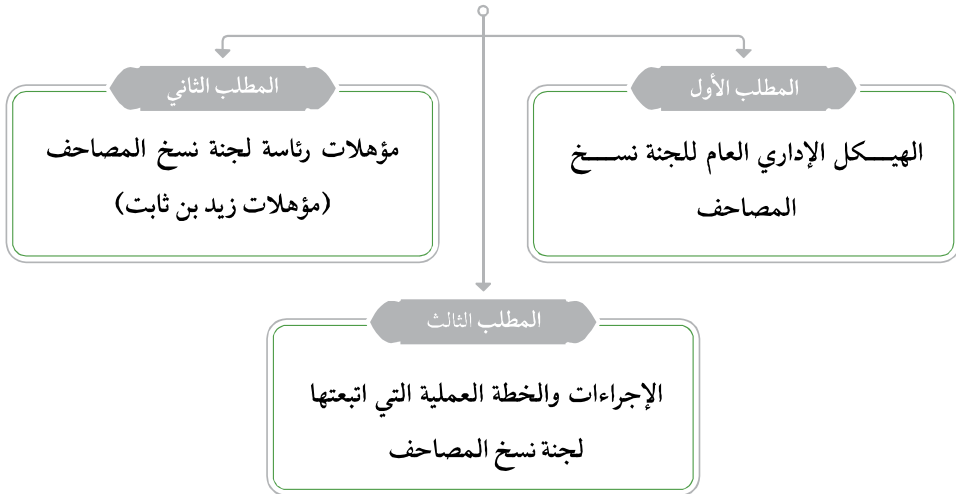 المطلب الأول
الهيــــكل الإداري العام للجنة نســــخ
المصاحف
المطلب الثاني
مؤهلات رئاسة لجنة نسخ المصاحف
(مؤهلات زيد بن ثابت)
المطلب الثالث
الإجراءات والخطة العملية التي اتبعتها
لجنة نسخ المصاحف